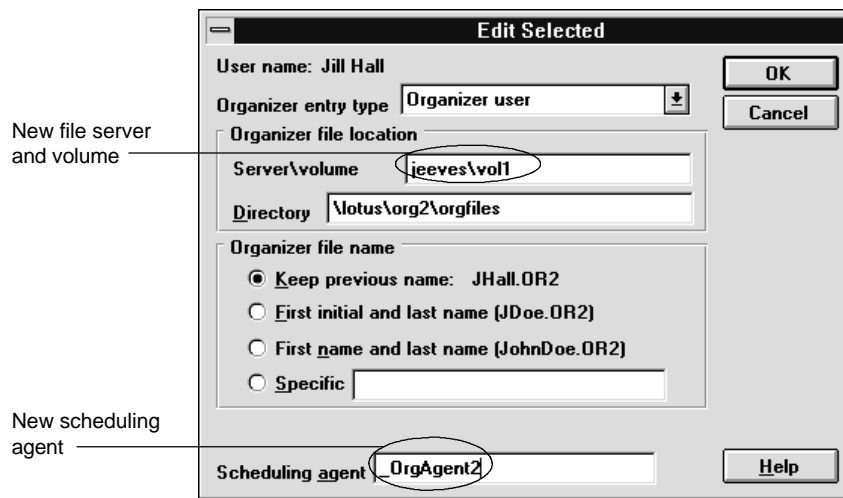 Edit Selected
User name: Jill Hall
OK
Organizer entry type Organizer user
Cancel
New file server
and volume
Organizer file location
Server\volume jeeves\vol1
Directory \lotus\org2\orgfiles
Organizer file name
Keep previous name: JHall.OR2
First initial and last name (JDoe.OR2)
First name and last name (JohnDoe.OR2)
Specific
New scheduling
agent
Scheduling agent _OrgAgent2
Help